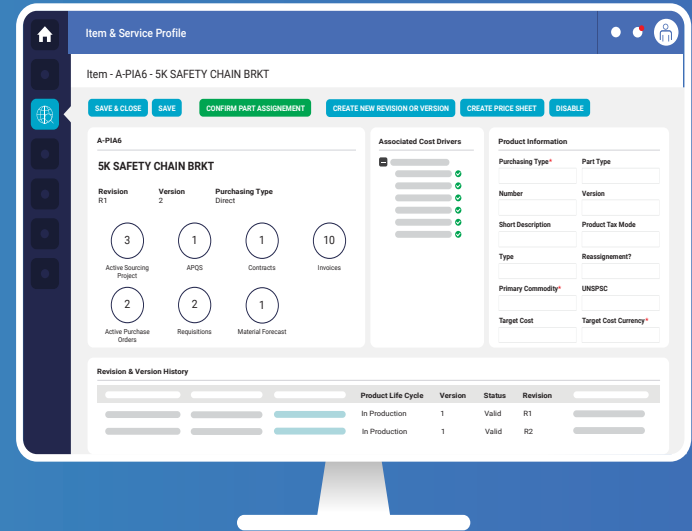 Item & Service Profile
Item - A-PIA6 - 5K SAFETY CHAIN BRKT
SAVE & CLOSE SAVE CONFIRM PART ASSIGNEMENT CREATE NEW REVISION OR VERSION CREATE PRICE SHEET DISABLE
A-PIA6
5K SAFETY CHAIN BRKT
Revision Version Purchasing Type
R1 2 Direct
3 1 1 10
Active Sourcing Project APQS Contracts Invoices
2 2 1
Active Purchase Orders Requisitions Material Forecast
Associated Cost Drivers
Product Information
Purchasing Type* Part Type
Number Version
Short Description Product Tax Mode
Type Reassignement?
Primary Commodity* UNSPSC
Target Cost Target Cost Currency*
Revision & Version History
Product Life Cycle Version Status Revision
In Production 1 Valid R1
In Production 1 Valid R2